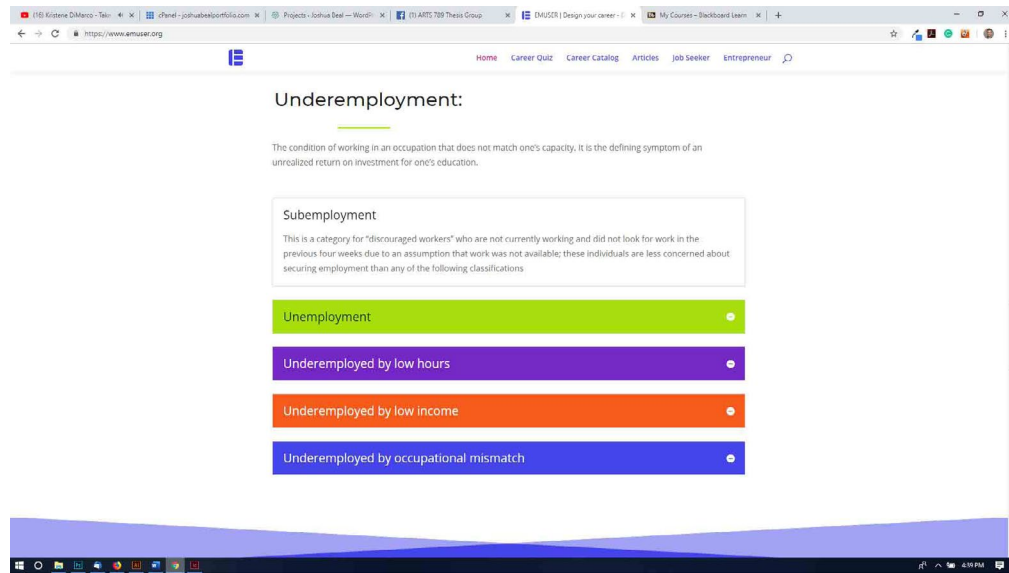 (16) Kristene DiMarco - Take
cPanel - joshuabealportfolio.com
Projects ‹ Joshua Beal — WordPr
(1) ARTS 789 Thesis Group
EMUSER | Design your career - E
My Courses – Blackboard Learn
https://www.emuser.org
Home Career Quiz Career Catalog Articles Job Seeker Entrepreneur
Underemployment:
The condition of working in an occupation that does not match one's capacity. It is the defining symptom of an
unrealized return on investment for one's education.
Subemployment
This is a category for "discouraged workers" who are not currently working and did not look for work in the
previous four weeks due to an assumption that work was not available; these individuals are less concerned about
securing employment than any of the following classifications
Unemployment
Underemployed by low hours
Underemployed by low income
Underemployed by occupational mismatch
4:39 PM